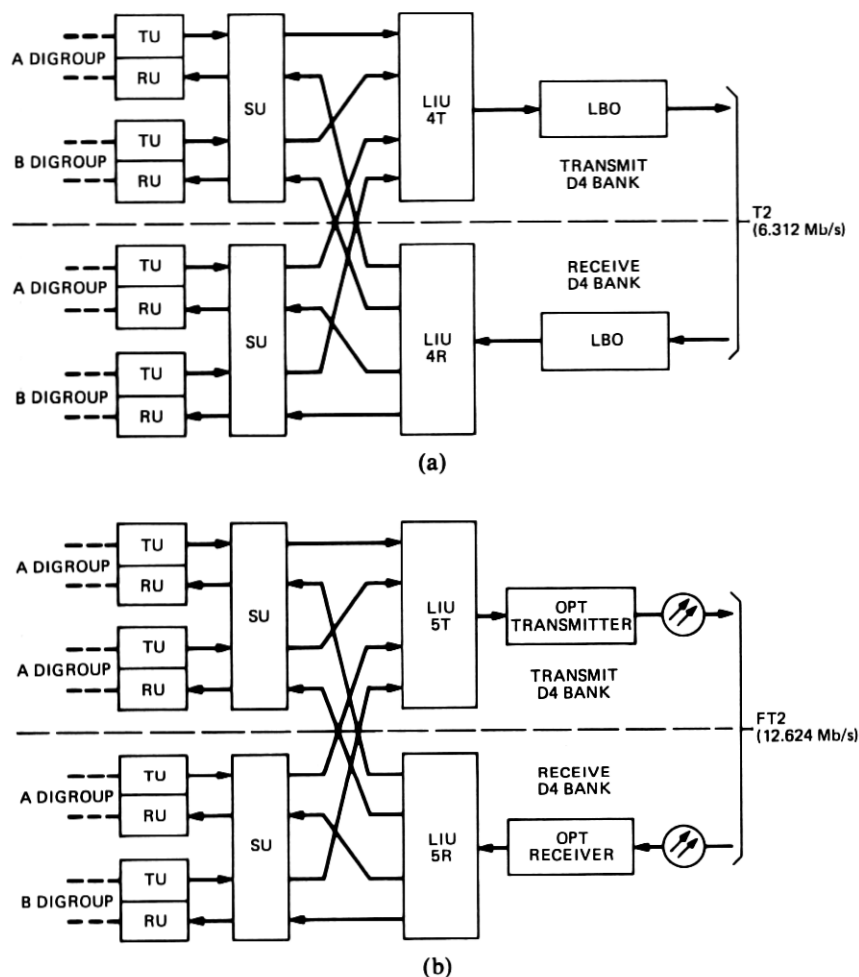 A DIGROUP
TU
RU
B DIGROUP
TU
RU
SU
LIU
4T
LBO
TRANSMIT
D4 BANK
T2
(6.312 Mb/s)
A DIGROUP
TU
RU
B DIGROUP
TU
RU
SU
LIU
4R
RECEIVE
D4 BANK
LBO
(a)
A DIGROUP
TU
RU
A DIGROUP
TU
RU
SU
LIU
5T
OPT
TRANSMITTER
TRANSMIT
D4 BANK
FT2
(12.624 Mb/s)
A DIGROUP
TU
RU
B DIGROUP
TU
RU
SU
LIU
5R
RECEIVE
D4 BANK
OPT
RECEIVER
(b)